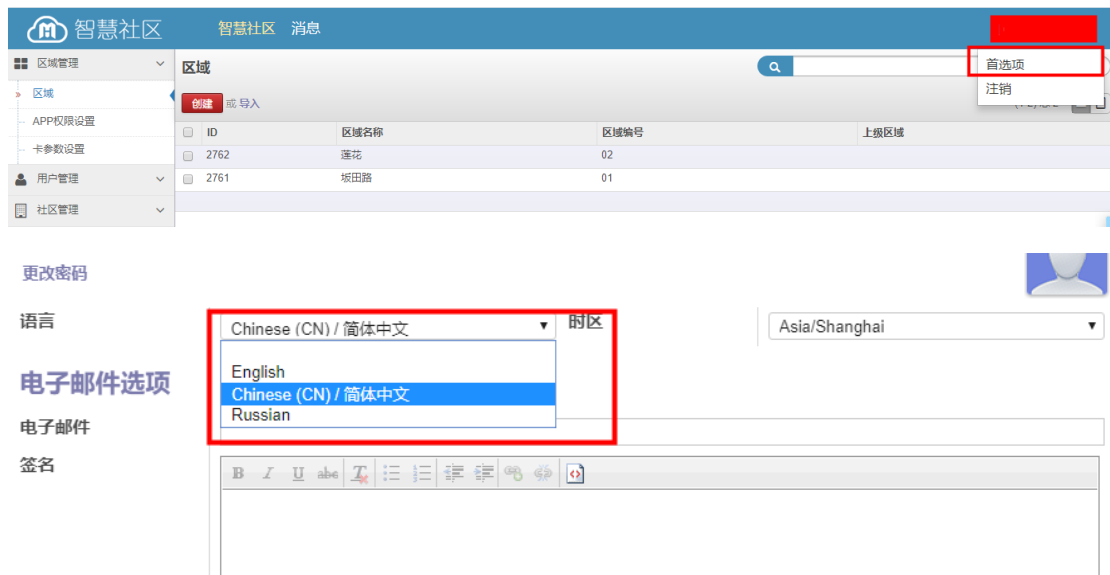 智慧社区 智慧社区 消息
区域管理 区域 首选项
区域 注销
创建 或 导入
APP权限设置
ID 区域名称 区域编号 上级区域
卡参数设置
2762 莲花 02
用户管理 2761 坂田路 01
社区管理
更改密码
语言 Chinese (CN) / 简体中文 时区 Asia/Shanghai
English
Chinese (CN) / 简体中文
Russian
电子邮件选项
电子邮件
签名
B I U abc T